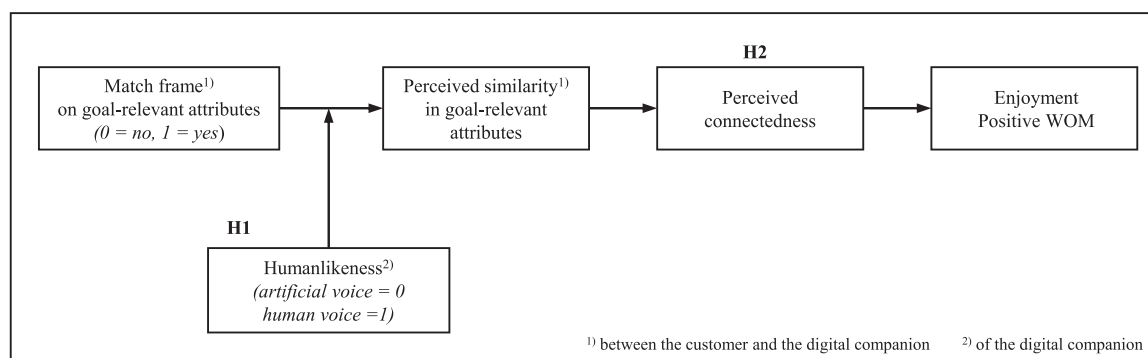 H2
Match frame1)
on goal-relevant attributes
(0 = no, 1 = yes)
Perceived similarity1)
in goal-relevant
attributes
Perceived
connectedness
Enjoyment
Positive WOM
H1
Humanlikeness2)
(artificial voice = 0
human voice =1)
1) between the customer and the digital companion 2) of the digital companion